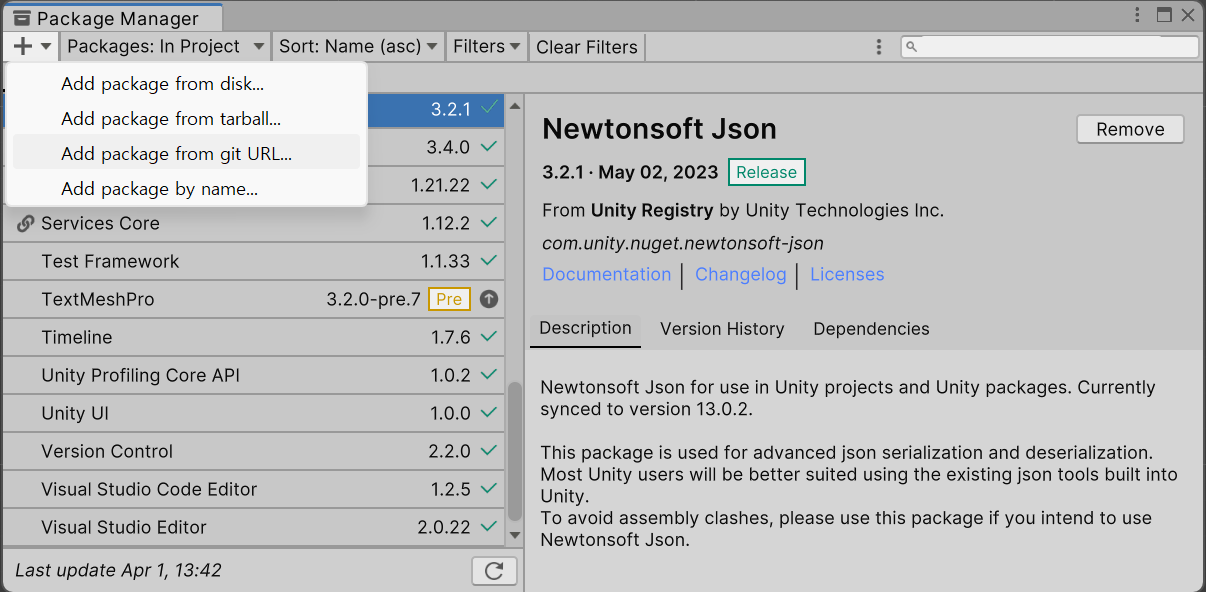 Package Manager
Packages: In Project
Sort: Name (asc)
Filters
Clear Filters
Add package from disk...
Add package from tarball...
Add package from git URL...
Add package by name...
3.2.1
3.4.0
1.21.22
Services Core 1.12.2
Test Framework 1.1.33
TextMeshPro 3.2.0-pre.7 Pre
Timeline 1.7.6
Unity Profiling Core API 1.0.2
Unity UI 1.0.0
Version Control 2.2.0
Visual Studio Code Editor 1.2.5
Visual Studio Editor 2.0.22
Last update Apr 1, 13:42
Newtonsoft Json
Remove
3.2.1 · May 02, 2023 Release
From Unity Registry by Unity Technologies Inc.
com.unity.nuget.newtonsoft-json
Documentation | Changelog | Licenses
Description Version History Dependencies
Newtonsoft Json for use in Unity projects and Unity packages. Currently
synced to version 13.0.2.
This package is used for advanced json serialization and deserialization.
Most Unity users will be better suited using the existing json tools built into
Unity.
To avoid assembly clashes, please use this package if you intend to use
Newtonsoft Json.